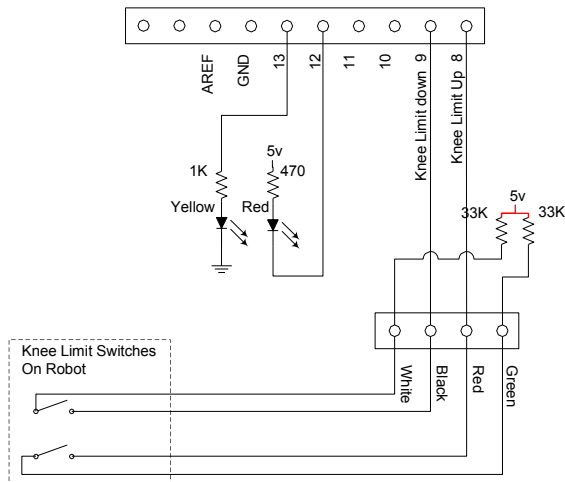 AREF
GND
13
12
11
10
Knee Limit down 9
Knee Limit Up 8
1K
5v
470
Yellow
Red
5v
33K
33K
Knee Limit Switches
On Robot
White
Black
Red
Green